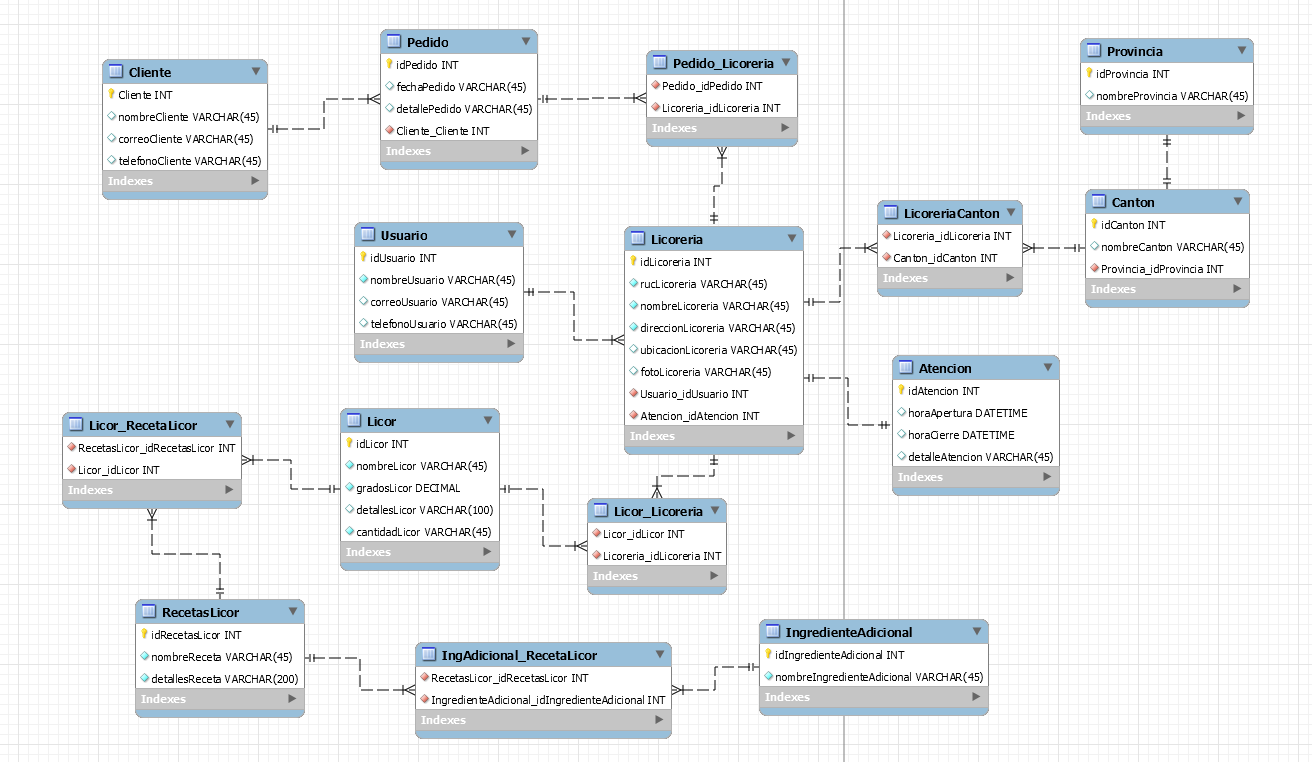 Cliente
Cliente INT
nombreCliente VARCHAR(45)
correoCliente VARCHAR(45)
telefonoCliente VARCHAR(45)
Indexes
Pedido
idPedido INT
fechaPedido VARCHAR(45)
detallePedido VARCHAR(45)
Cliente_Cliente INT
Indexes
Pedido_Licoreria
Pedido_idPedido INT
Licoreria_idLicoreria INT
Indexes
Provincia
idProvincia INT
nombreProvincia VARCHAR(45)
Indexes
Usuario
idUsuario INT
nombreUsuario VARCHAR(45)
correoUsuario VARCHAR(45)
telefonoUsuario VARCHAR(45)
Indexes
Licoreria
idLicoreria INT
rucLicoreria VARCHAR(45)
nombreLicoreria VARCHAR(45)
direccionLicoreria VARCHAR(45)
ubicacionLicoreria VARCHAR(45)
fotoLicoreria VARCHAR(45)
Usuario_idUsuario INT
Atencion_idAtencion INT
Indexes
LicoreriaCanton
Licoreria_idLicoreria INT
Canton_idCanton INT
Indexes
Canton
idCanton INT
nombreCanton VARCHAR(45)
Provincia_idProvincia INT
Indexes
Atencion
idAtencion INT
horaApertura DATETIME
horaCierre DATETIME
detalleAtencion VARCHAR(45)
Indexes
Licor_RecetaLicor
RecetasLicor_idRecetasLicor INT
Licor_idLicor INT
Indexes
Licor
idLicor INT
nombreLicor VARCHAR(45)
gradosLicor DECIMAL
detallesLicor VARCHAR(100)
cantidadLicor VARCHAR(45)
Indexes
Licor_Licoreria
Licor_idLicor INT
Licoreria_idLicoreria INT
Indexes
RecetasLicor
idRecetasLicor INT
nombreReceta VARCHAR(45)
detallesReceta VARCHAR(200)
Indexes
IngAdicional_RecetaLicor
RecetasLicor_idRecetasLicor INT
IngredienteAdicional_idIngredienteAdicional INT
Indexes
IngredienteAdicional
idIngredienteAdicional INT
nombreIngredienteAdicional VARCHAR(45)
Indexes